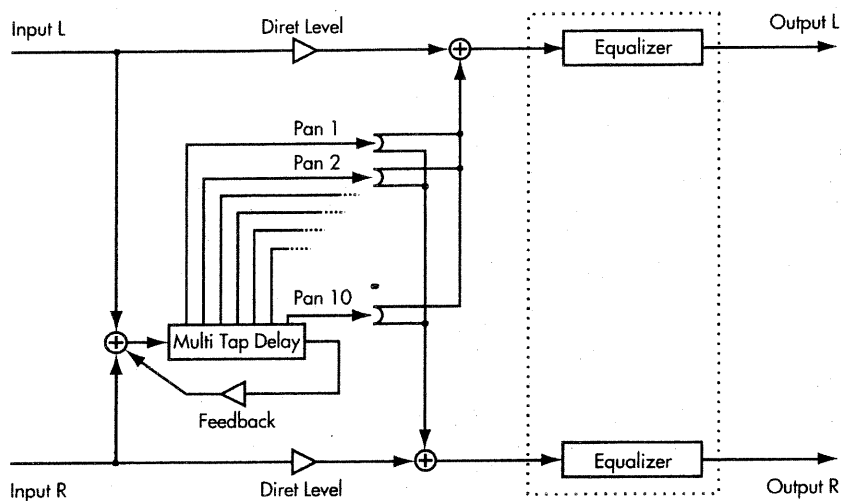 Input L
Diret Level
Equalizer
Output L
Pan 1
Pan 2
Pan 10
Multi Tap Delay
Feedback
Input R
Diret Level
Equalizer
Output R